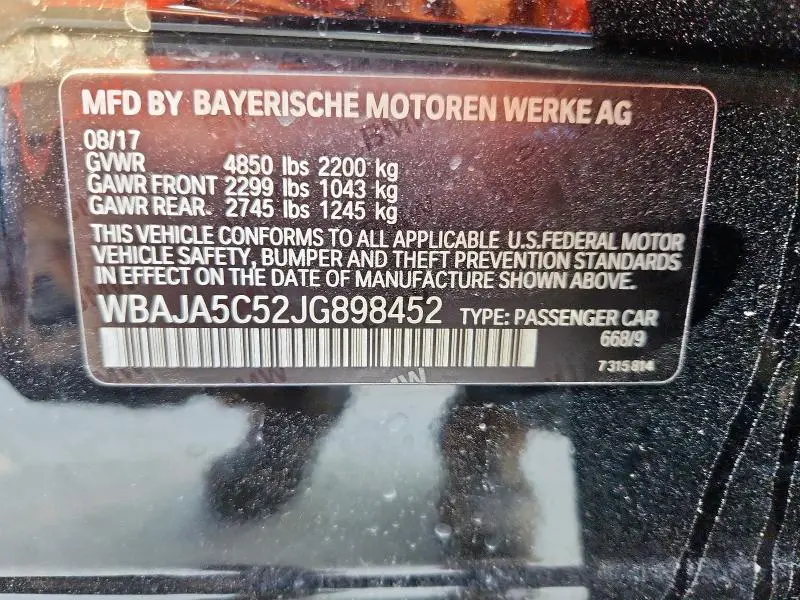 MFD BY BAYERISCHE MOTOREN WERKE AG
08/17
GVWR 4850 lbs 2200 kg
GAWR FRONT 2299 lbs 1043 kg
GAWR REAR. 2745 lbs 1245 kg
THIS VEHICLE CONFORMS TO ALL APPLICABLE U.S.FEDERAL MOTOR
VEHICLE SAFETY, BUMPER AND THEFT PREVENTION STANDARDS
IN EFFECT ON THE DATE OF MANUFACTURE SHOWN ABOVE.
WBAJA5C52JG898452 TYPE: PASSENGER CAR
668/9
7315814